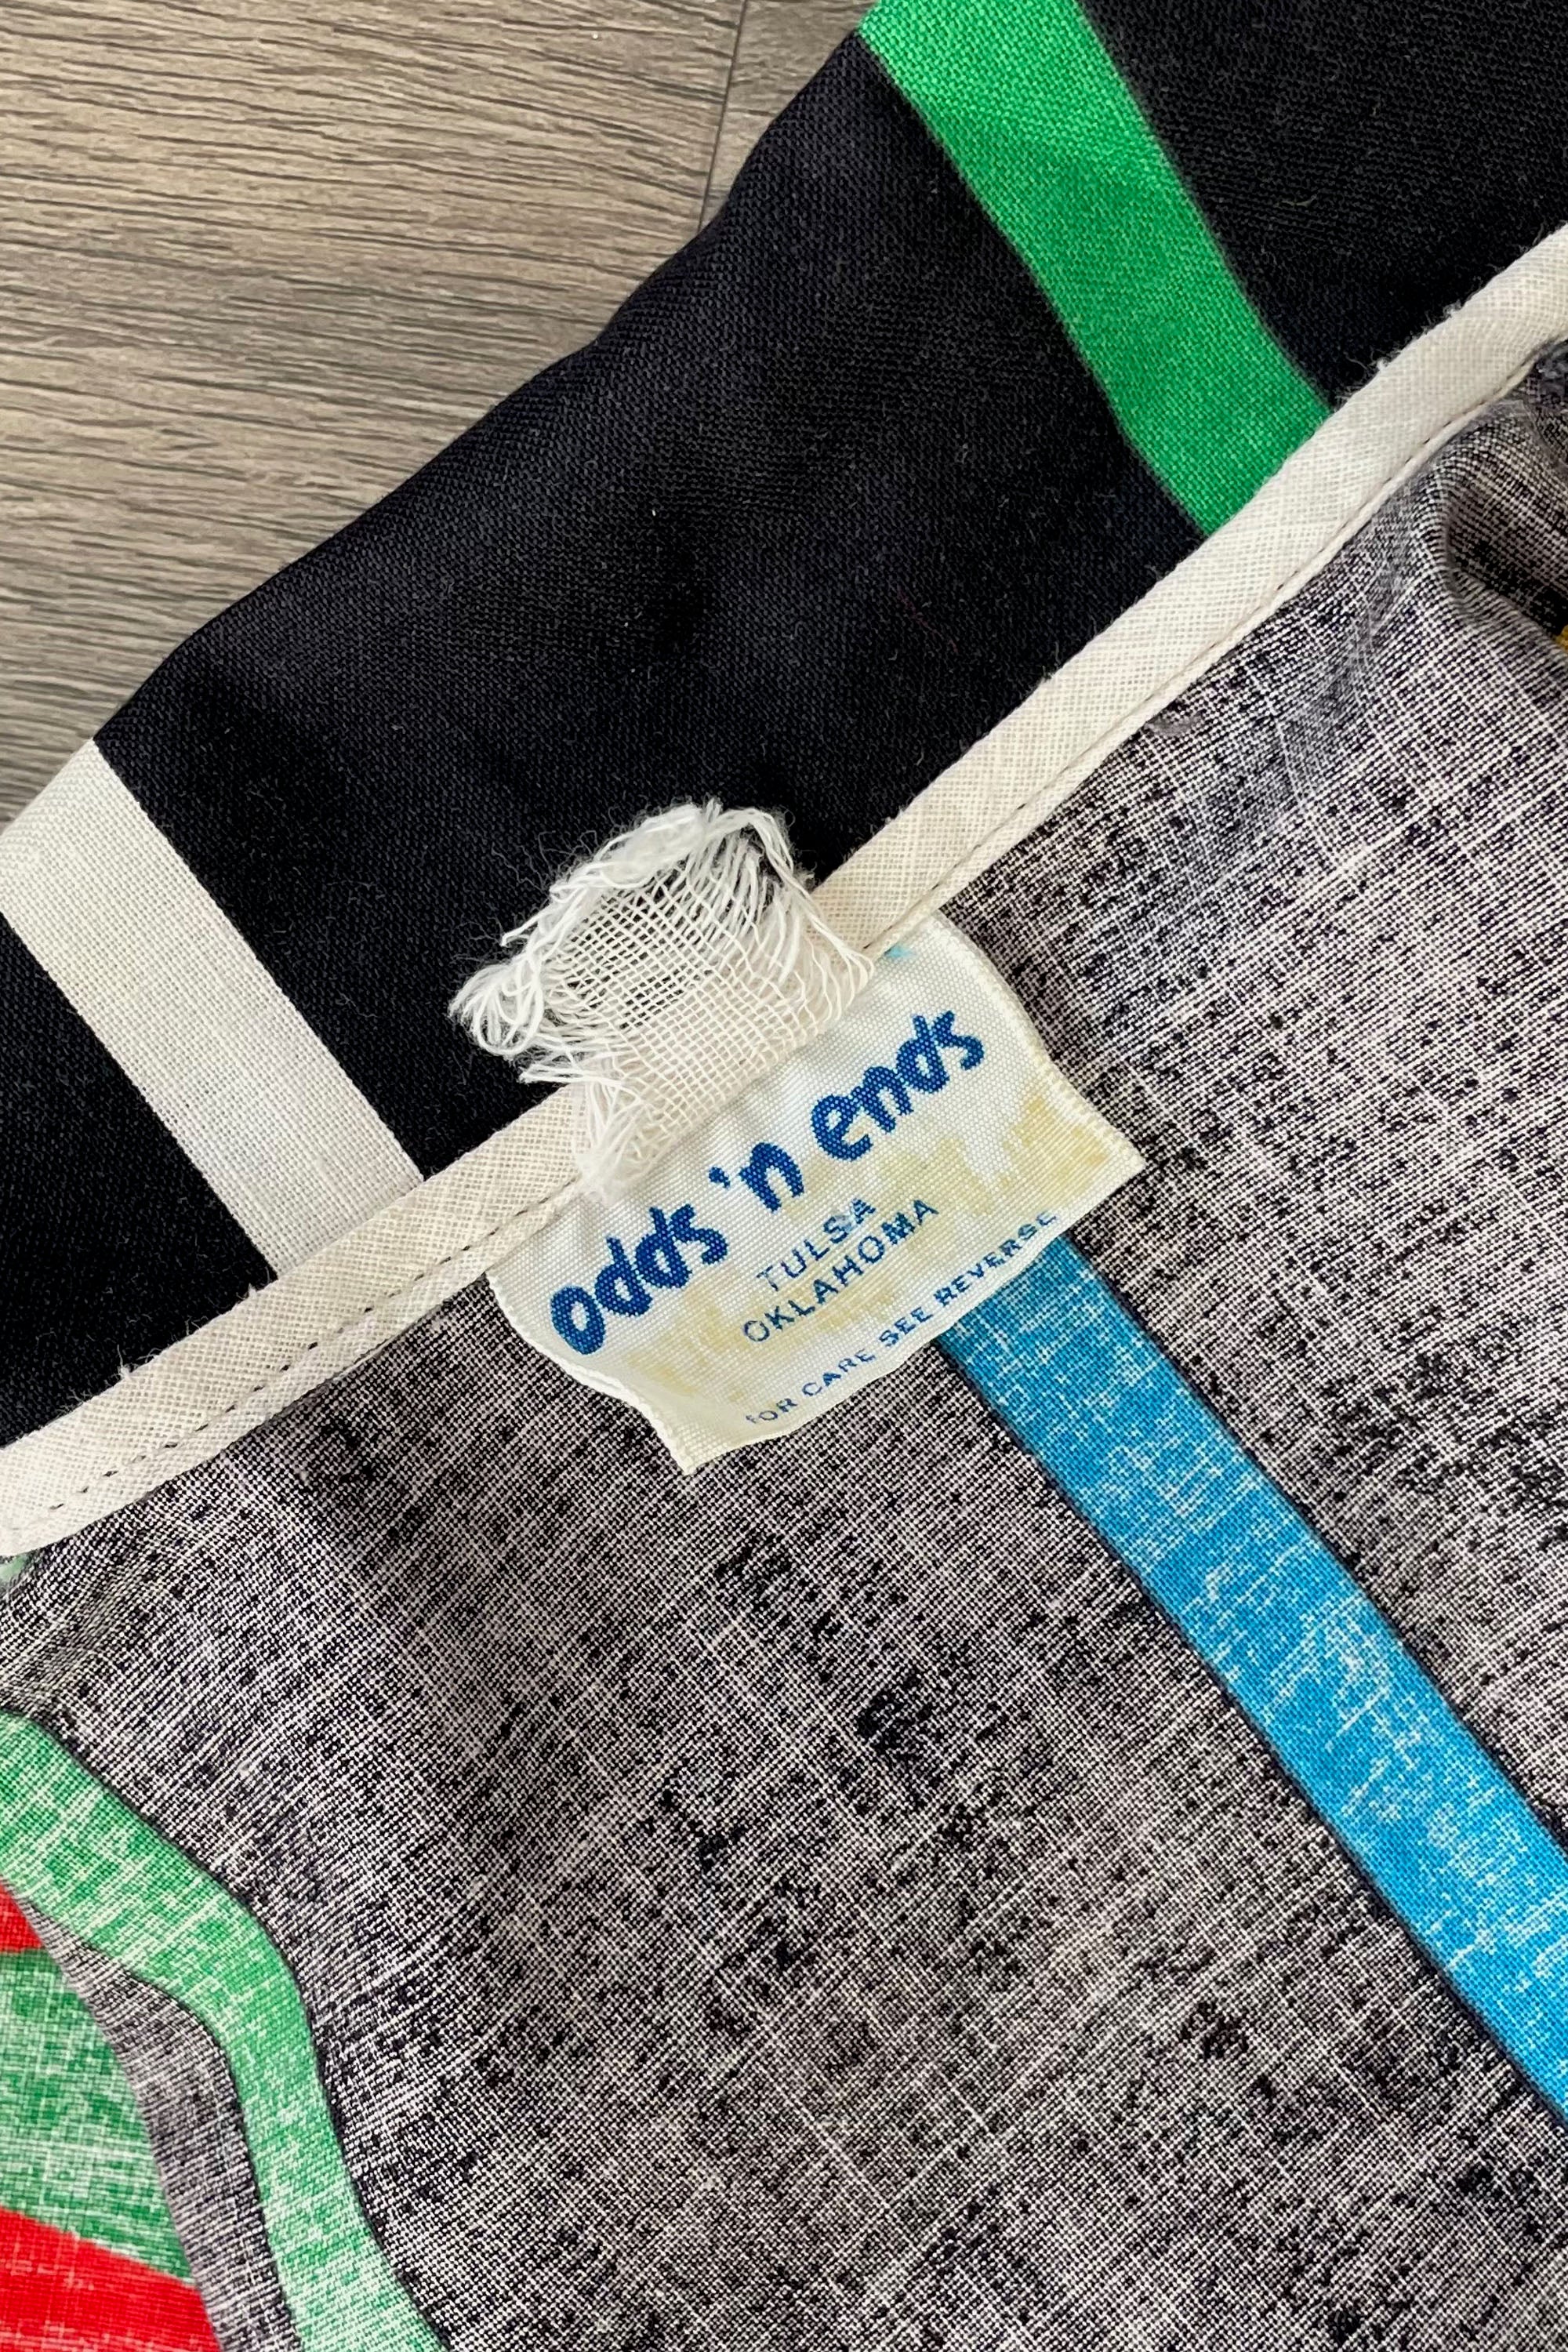 odds 'n ends
TULSA
OKLAHOMA
FOR CARE SEE REVERSE